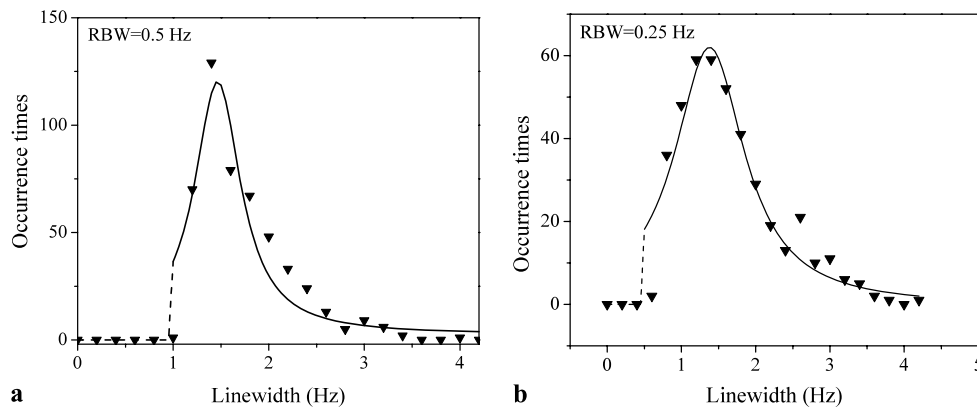 RBW=0.5 Hz
150
100
50
0
Occurrence times
0 1 2 3 4
Linewidth (Hz)
a
RBW=0.25 Hz
60
40
20
0
Occurrence times
0 1 2 3 4 5
Linewidth (Hz)
b